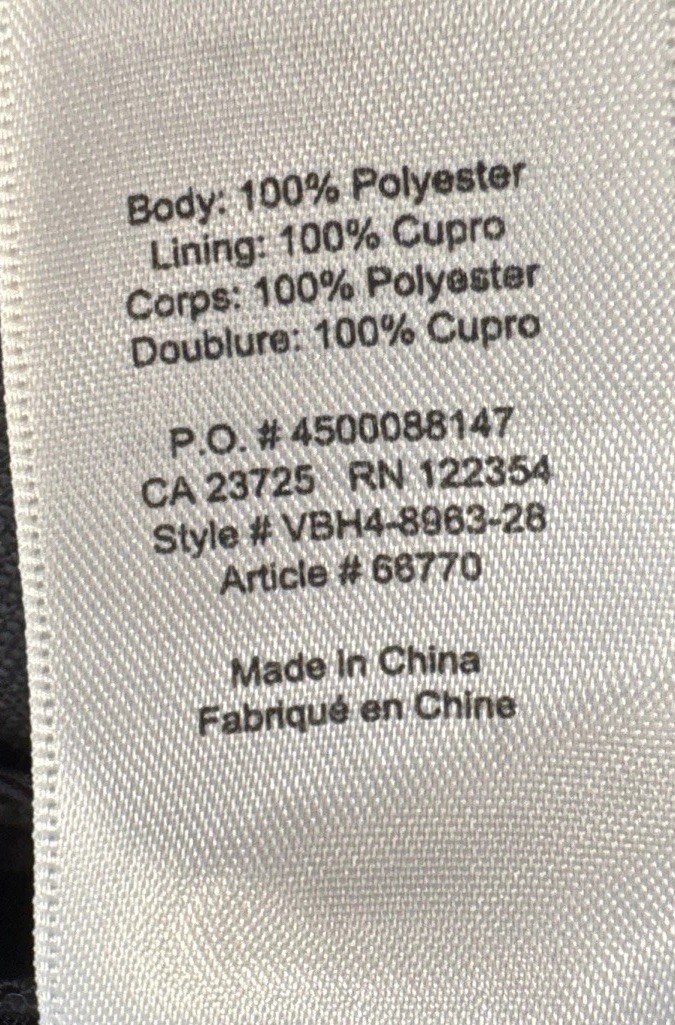 Body: 100% Polyester
Lining: 100% Cupro
Corps: 100% Polyester
Doublure: 100% Cupro
P.O. # 4500088147
CA 23725 RN 122354
Style # VBH4-8963-28
Article # 68770
Made In China
Fabriqué en Chine